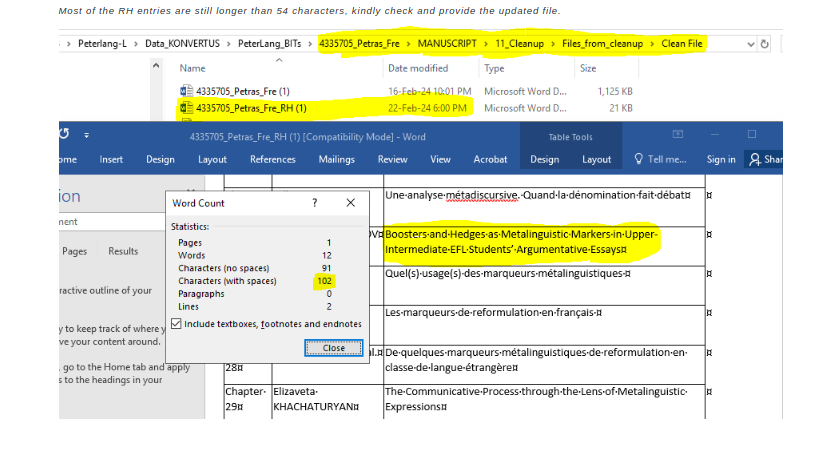 Most of the RH entries are still longer than 54 characters, kindly check and provide the updated file.
› Peterlang-L › Data_KONVERTUS › PeterLang_BITs › 4335705_Petras_Fre › MANUSCRIPT › 11_Cleanup › Files_from_cleanup › Clean File
Name Date modified Type Size
4335705_Petras_Fre (1) 16-Feb-24 10:01 PM Microsoft Word D... 1,125 KB
4335705_Petras_Fre_RH (1) 22-Feb-24 6:00 PM Microsoft Word D... 21 KB
4335705_Petras_Fre_RH (1) [Compatibility Mode] - Word Table Tools
ome Insert Design Layout References Mailings Review View Acrobat Design Layout Tell me... Sign in Shar
ion
ment
Pages Results
ractive outline of your
y to keep track of where y
ve your content around.
, go to the Home tab and apply
s to the headings in your
Word Count ? X
Statistics:
Pages 1
Words 12
Characters (no spaces) 91
Characters (with spaces) 102
Paragraphs 0
Lines 2
Include textboxes, footnotes and endnotes
Close
Une·analyse·métadiscursive.·Quand·la·dénomination·fait·débat¤ ¤
OV¤ Boosters·and·Hedges·as·Metalinguistic·Markers·in·Upper-
Intermediate·EFL·Students’·Argumentative·Essays¤ ¤
Quel(s)·usage(s)·des·marqueurs·métalinguistiques·¤ ¤
Les·marqueurs·de·reformulation·en·français·¤ ¤
al.¤ De·quelques·marqueurs·métalinguistiques·de·reformulation·en·
28¤ classe·de·langue·étrangère¤ ¤
Chapter· Elizaveta· The·Communicative·Process·through·the·Lens·of·Metalinguistic·
29¤ KHACHATURYAN¤ Expressions¤ ¤